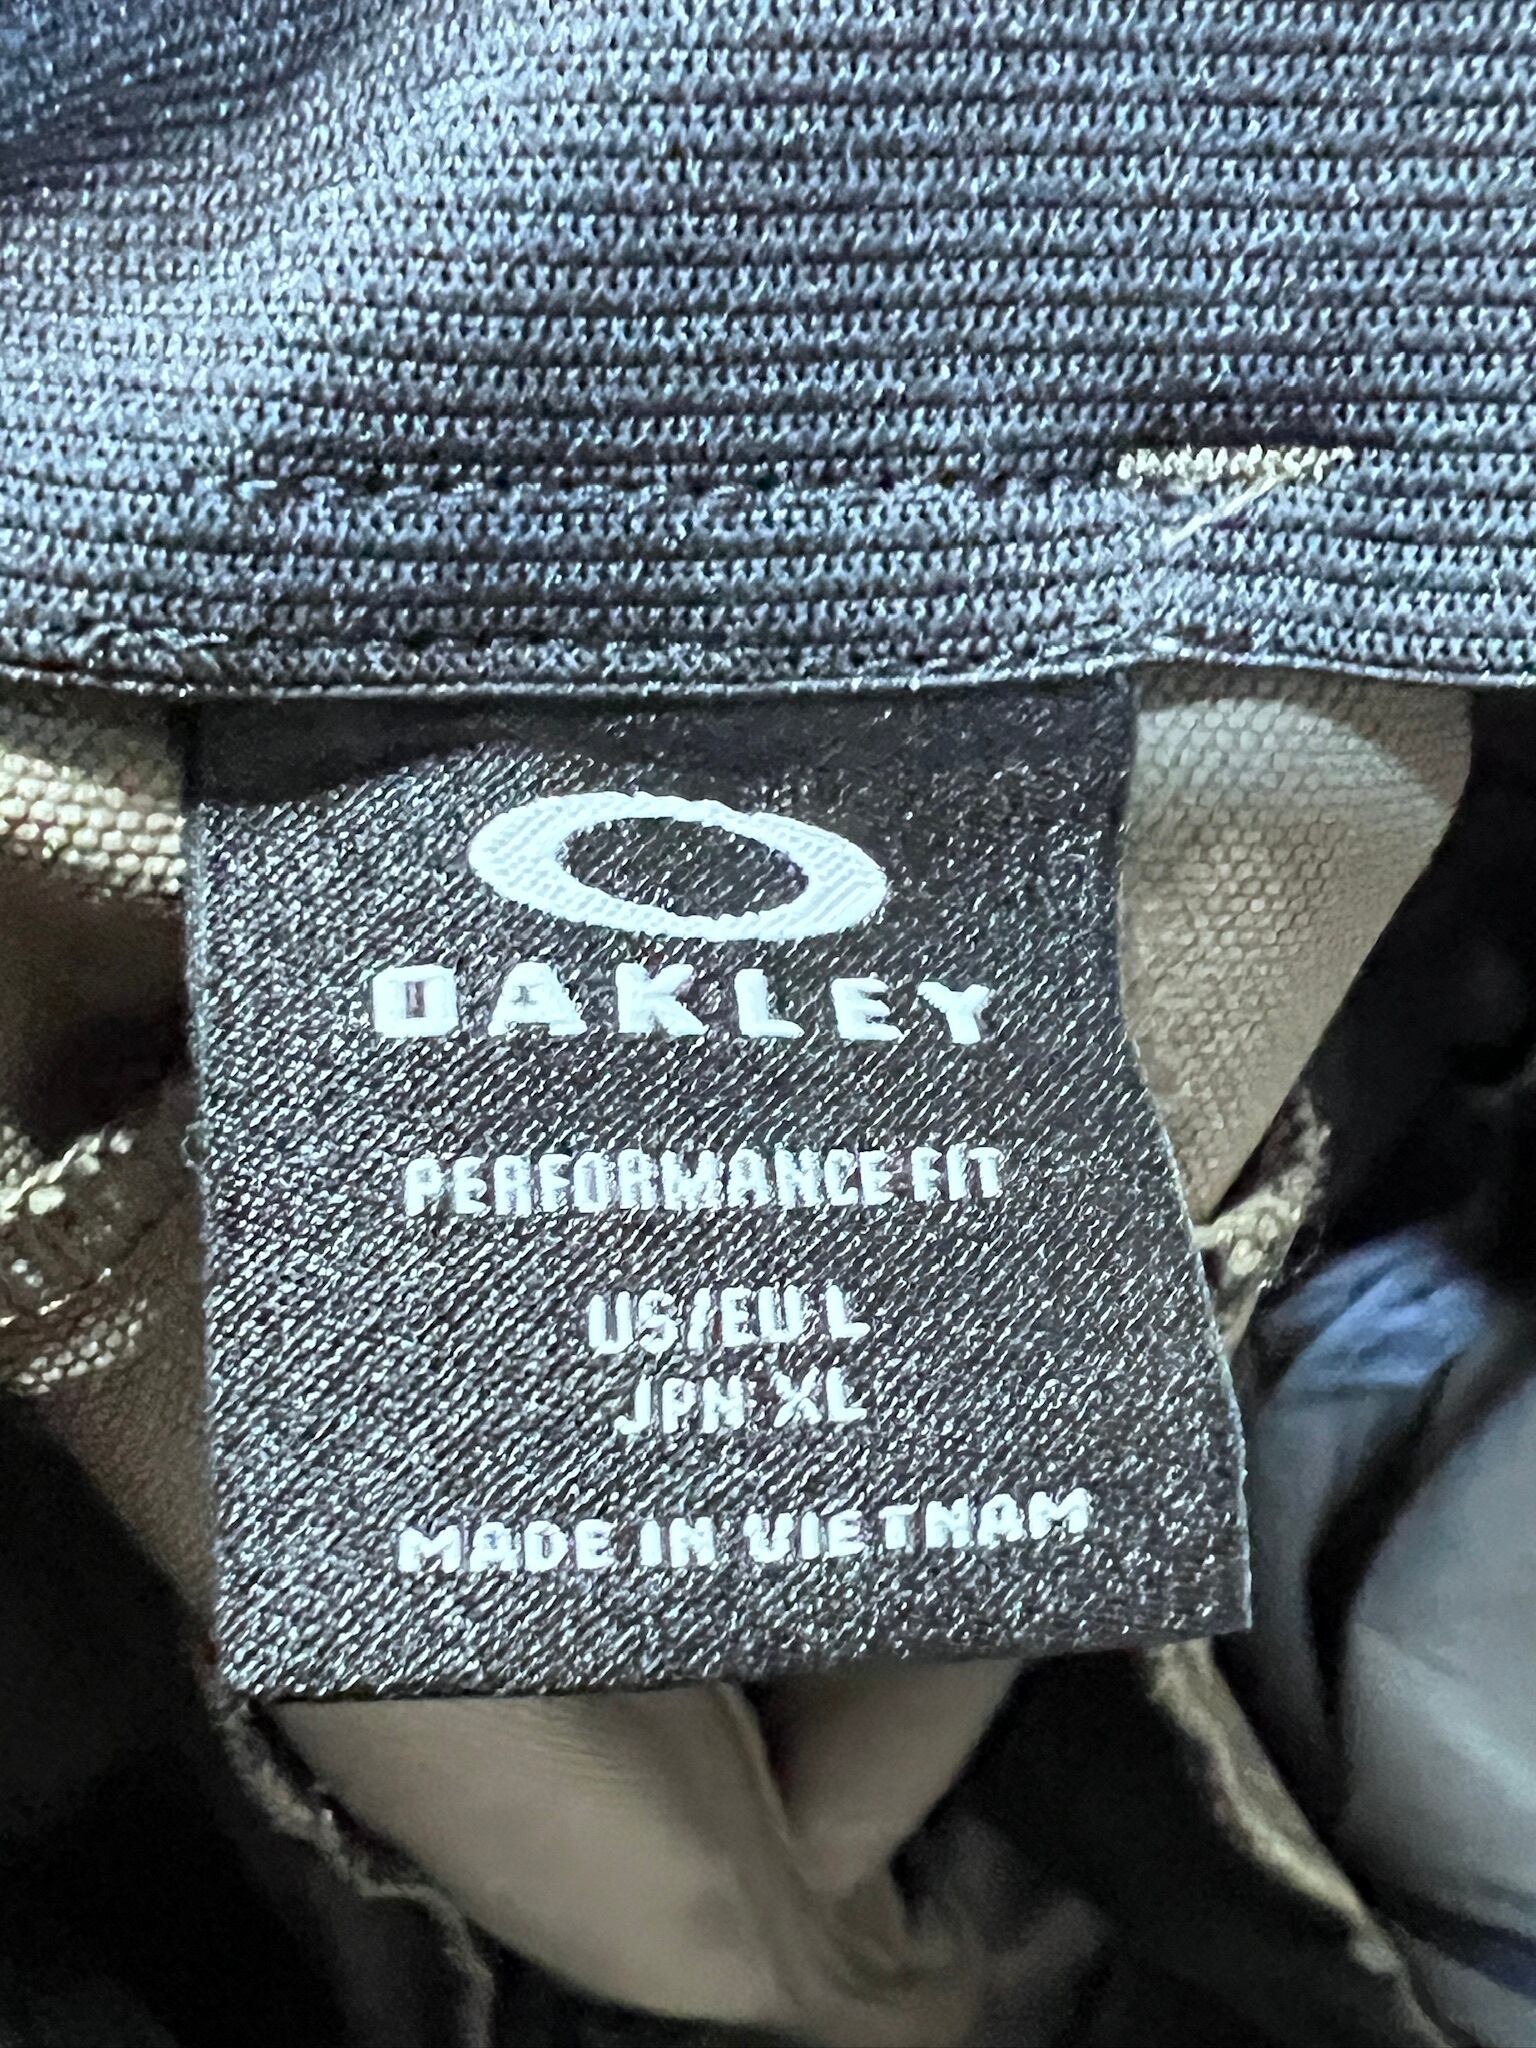 OAKLEY
PERFORMANCE FIT
US/EU L
JPN XL
MADE IN VIETNAM